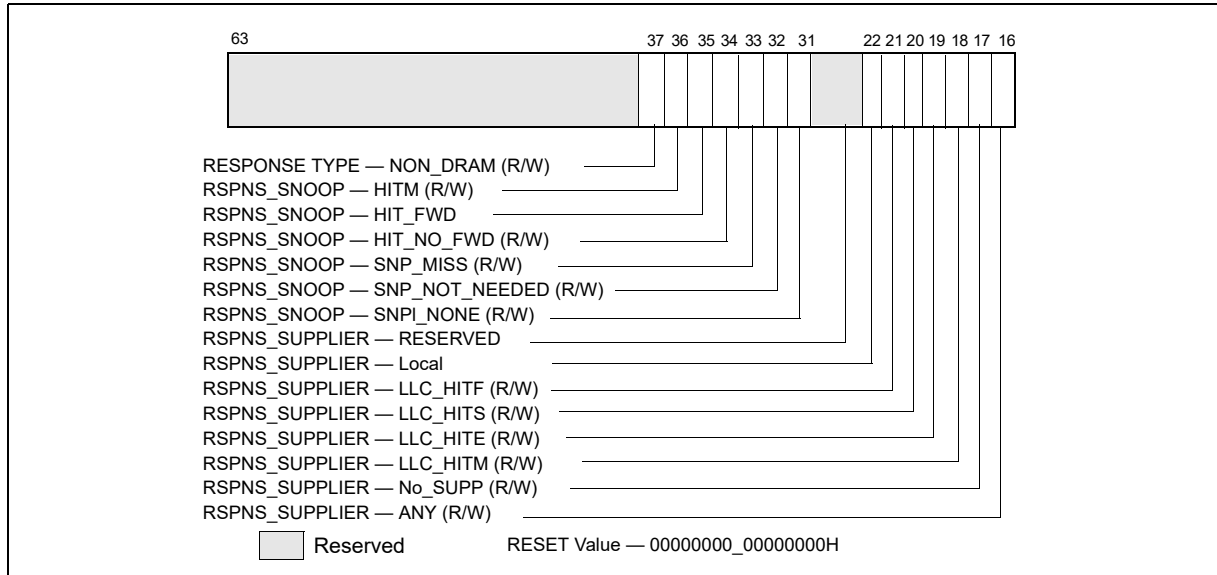 63 37 36 35 34 33 32 31 22 21 20 19 18 17 16
RESPONSE TYPE — NON_DRAM (R/W)
RSPNS_SNOOP — HITM (R/W)
RSPNS_SNOOP — HIT_FWD
RSPNS_SNOOP — HIT_NO_FWD (R/W)
RSPNS_SNOOP — SNP_MISS (R/W)
RSPNS_SNOOP — SNP_NOT_NEEDED (R/W)
RSPNS_SNOOP — SNPI_NONE (R/W)
RSPNS_SUPPLIER — RESERVED
RSPNS_SUPPLIER — Local
RSPNS_SUPPLIER — LLC_HITF (R/W)
RSPNS_SUPPLIER — LLC_HITS (R/W)
RSPNS_SUPPLIER — LLC_HITE (R/W)
RSPNS_SUPPLIER — LLC_HITM (R/W)
RSPNS_SUPPLIER — No_SUPP (R/W)
RSPNS_SUPPLIER — ANY (R/W)
Reserved RESET Value — 00000000_00000000H